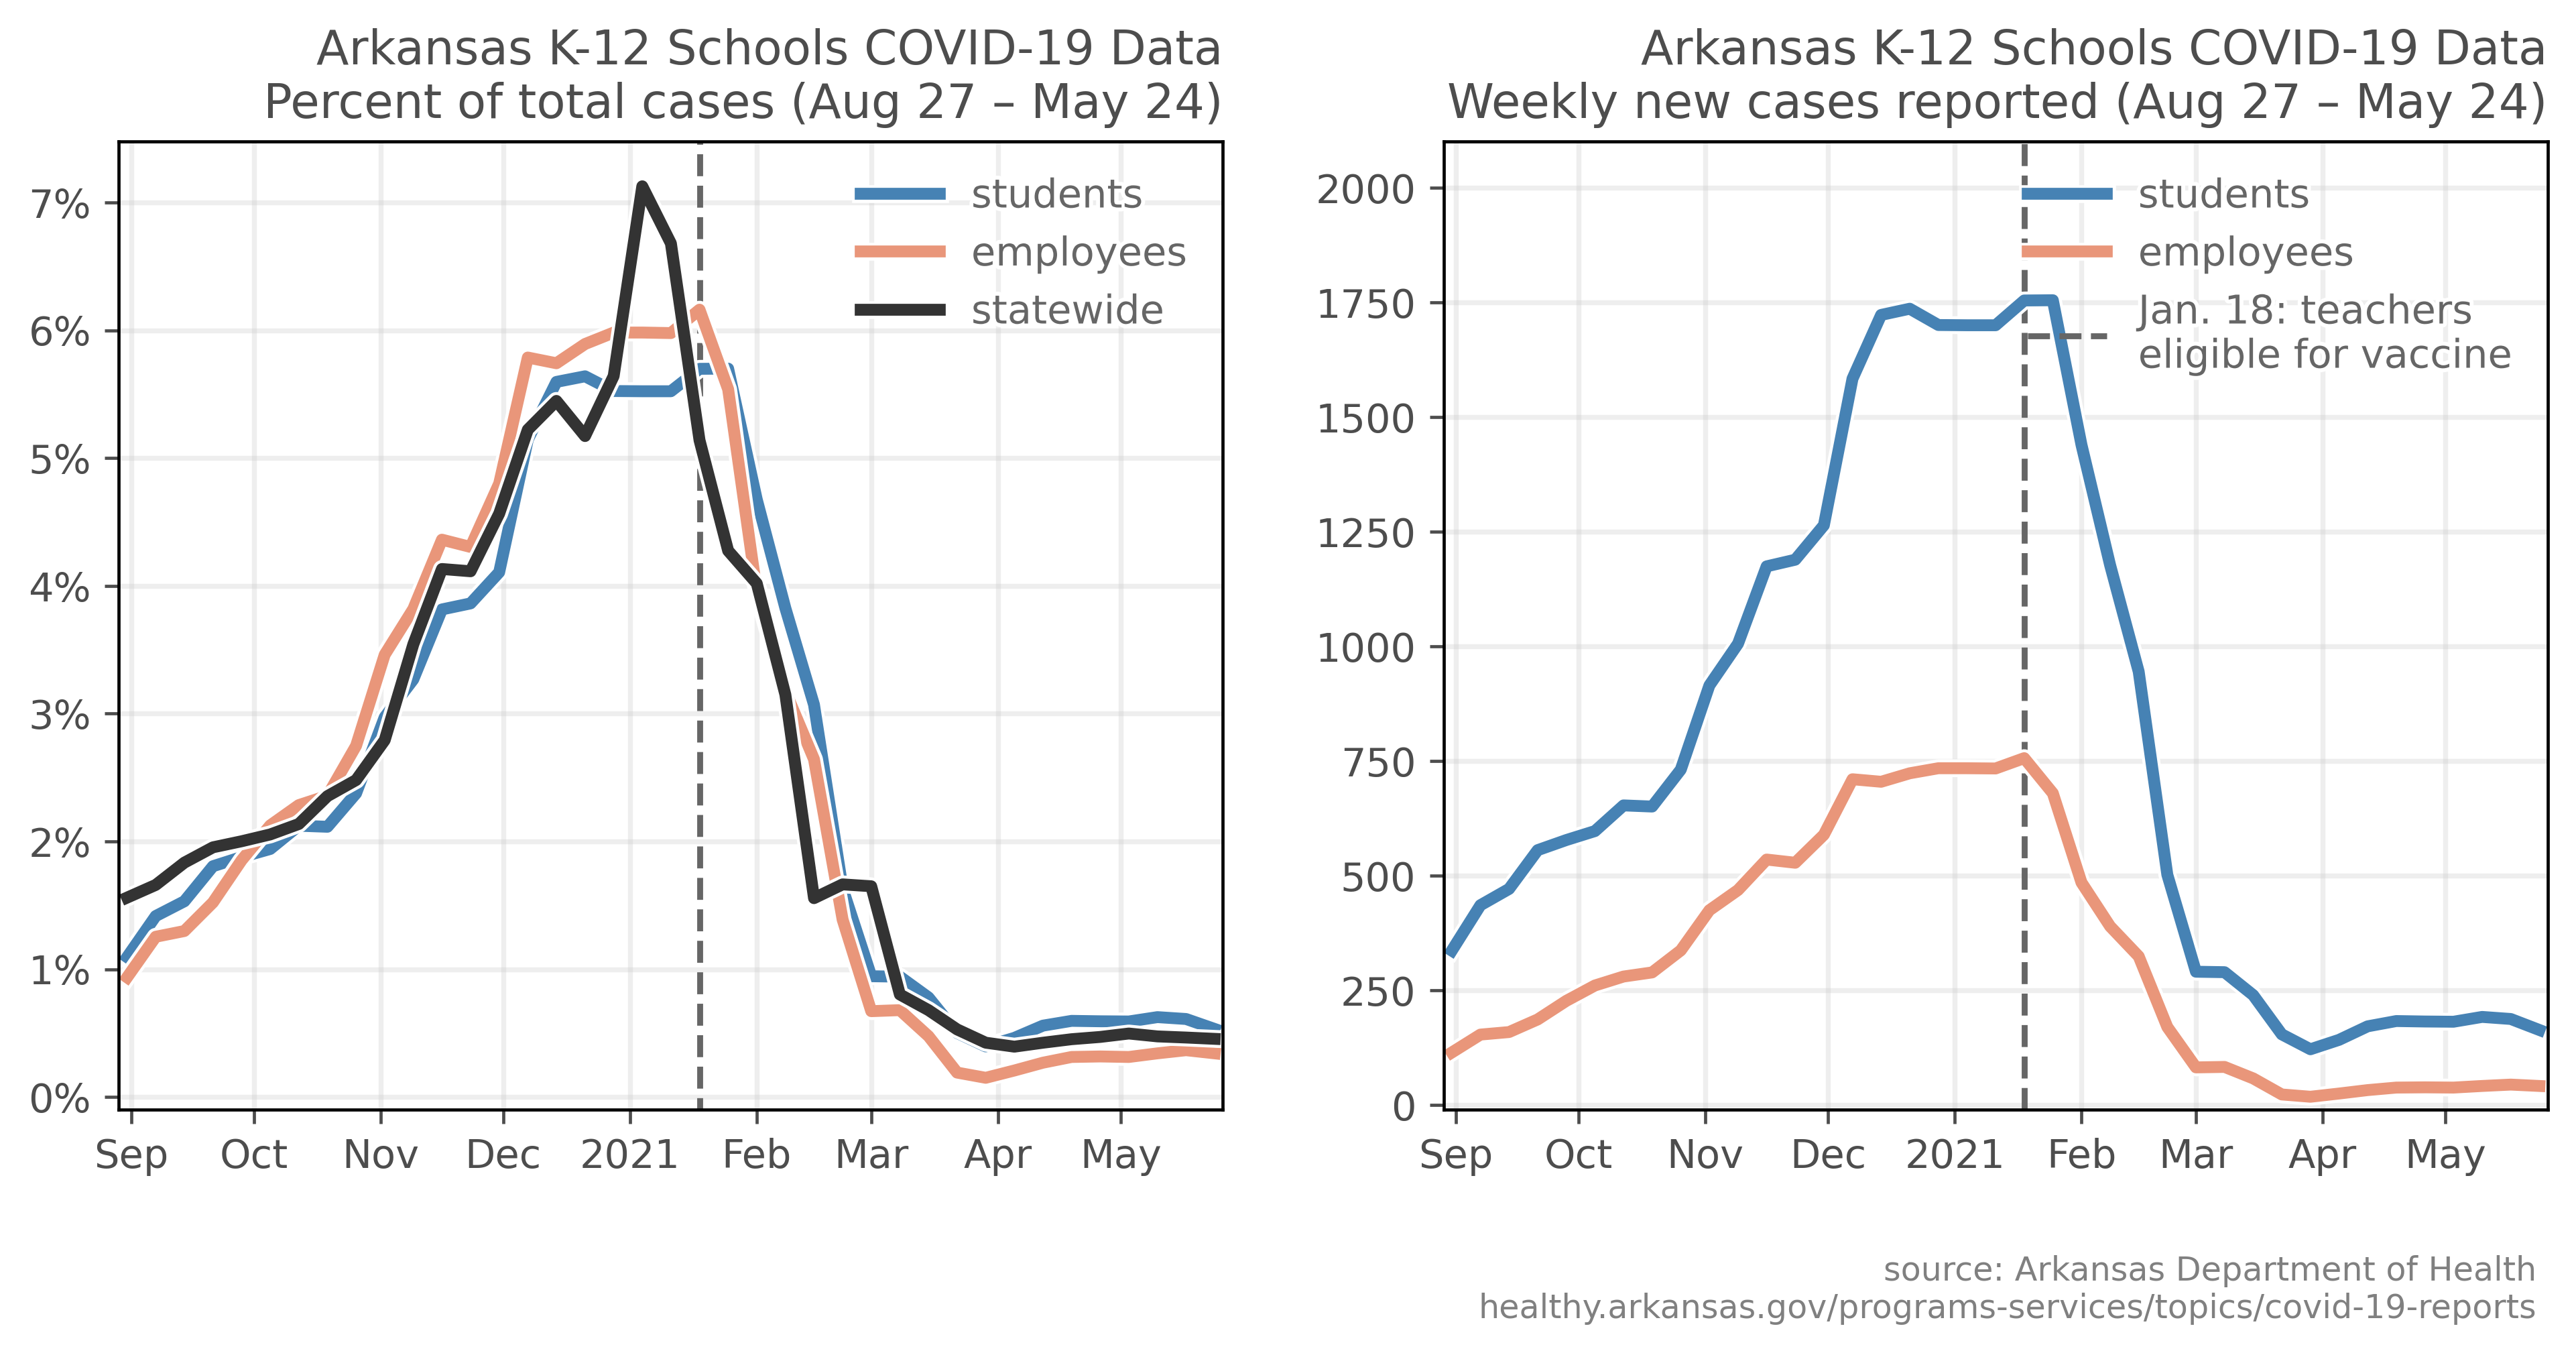 Arkansas K-12 Schools COVID-19 Data
Percent of total cases (Aug 27 – May 24)
7%
6%
5%
4%
3%
2%
1%
0%
Sep Oct Nov Dec 2021 Feb Mar Apr May
students
employees
statewide
Arkansas K-12 Schools COVID-19 Data
Weekly new cases reported (Aug 27 – May 24)
2000
1750
1500
1250
1000
750
500
250
0
Sep Oct Nov Dec 2021 Feb Mar Apr May
students
employees
Jan. 18: teachers
eligible for vaccine
source: Arkansas Department of Health
healthy.arkansas.gov/programs-services/topics/covid-19-reports